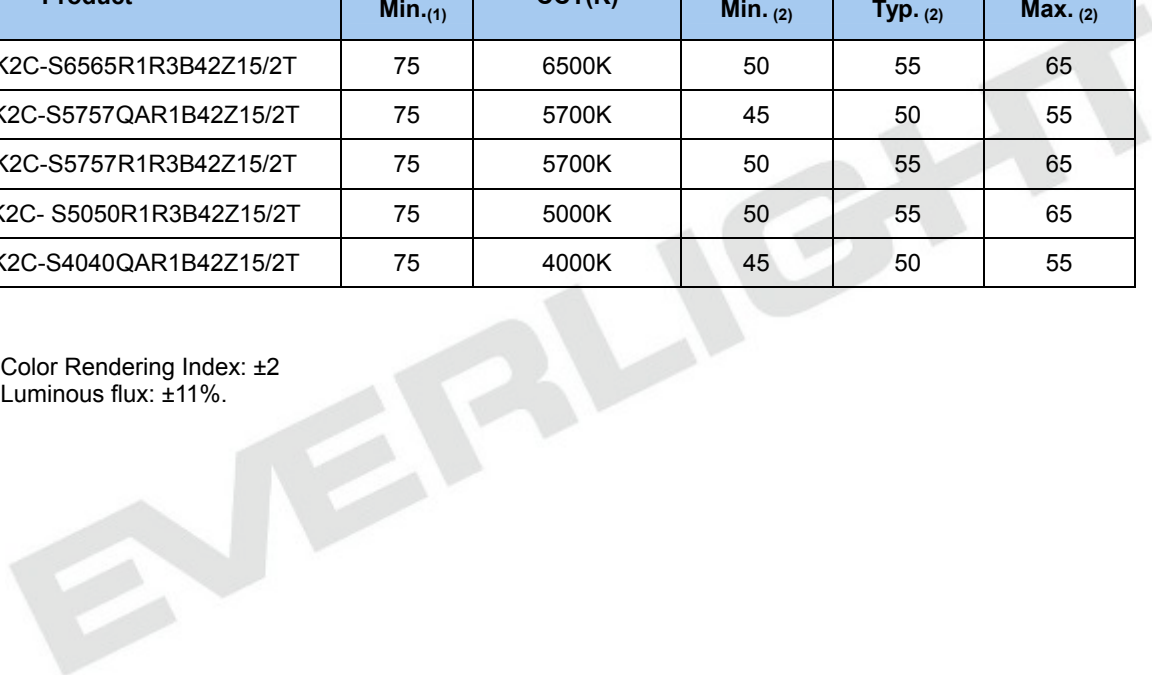 Product Min.(1) CCT(K) Min. (2) Typ. (2) Max. (2)
K2C-S6565R1R3B42Z15/2T 75 6500K 50 55 65
K2C-S5757QAR1B42Z15/2T 75 5700K 45 50 55
K2C-S5757R1R3B42Z15/2T 75 5700K 50 55 65
K2C- S5050R1R3B42Z15/2T 75 5000K 50 55 65
K2C-S4040QAR1B42Z15/2T 75 4000K 45 50 55
Color Rendering Index: ±2
Luminous flux: ±11%.
EVERLIGHT